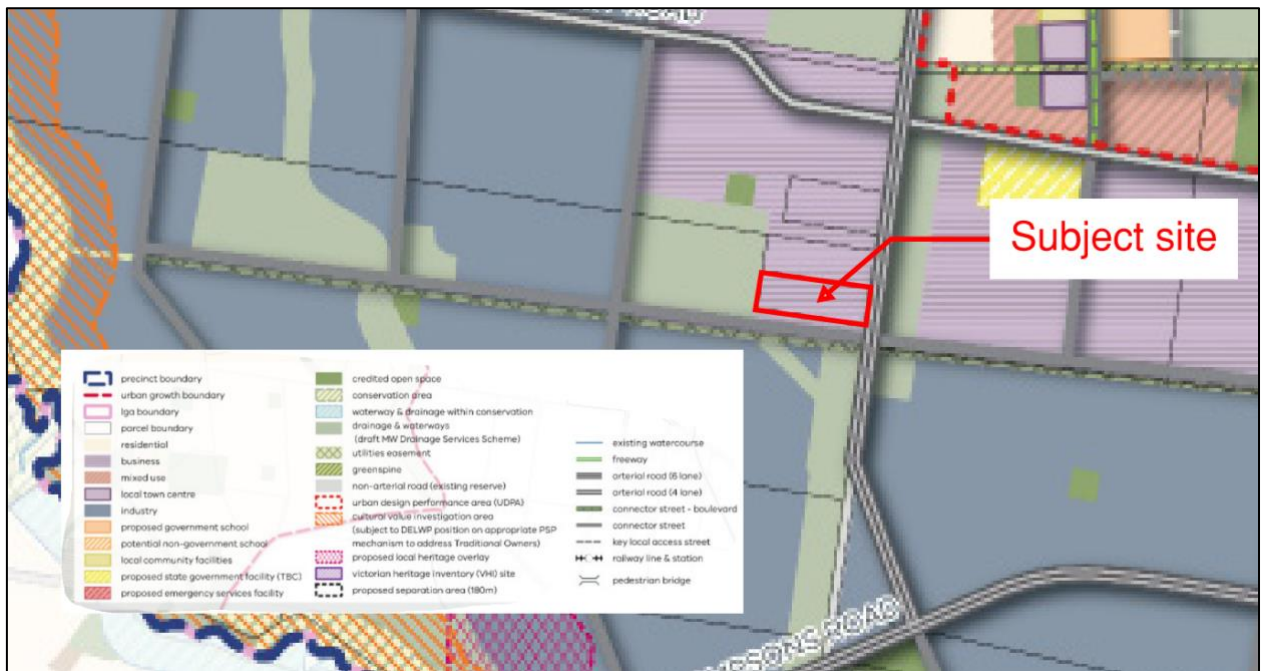 Subject site
precinct boundary
urban growth boundary
lga boundary
parcel boundary
residential
business
mixed use
local town centre
industry
proposed government school
potential non-government school
local community facilities
proposed state government facility (TBC)
proposed emergency services facility
credited open space
conservation area
waterway & drainage within conservation
drainage & waterways
(draft MW Drainage Services Scheme)
utilities easement
greenspine
non-arterial road (existing reserve)
urban design performance area (UDPA)
cultural value investigation area
(subject to DELWP position on appropriate PSP
mechanism to address Traditional Owners)
proposed local heritage overlay
victorian heritage inventory (VHI) site
proposed separation area (180m)
existing watercourse
freeway
arterial road (6 lane)
arterial road (4 lane)
connector street - boulevard
connector street
key local access street
railway line & station
pedestrian bridge
ROAD